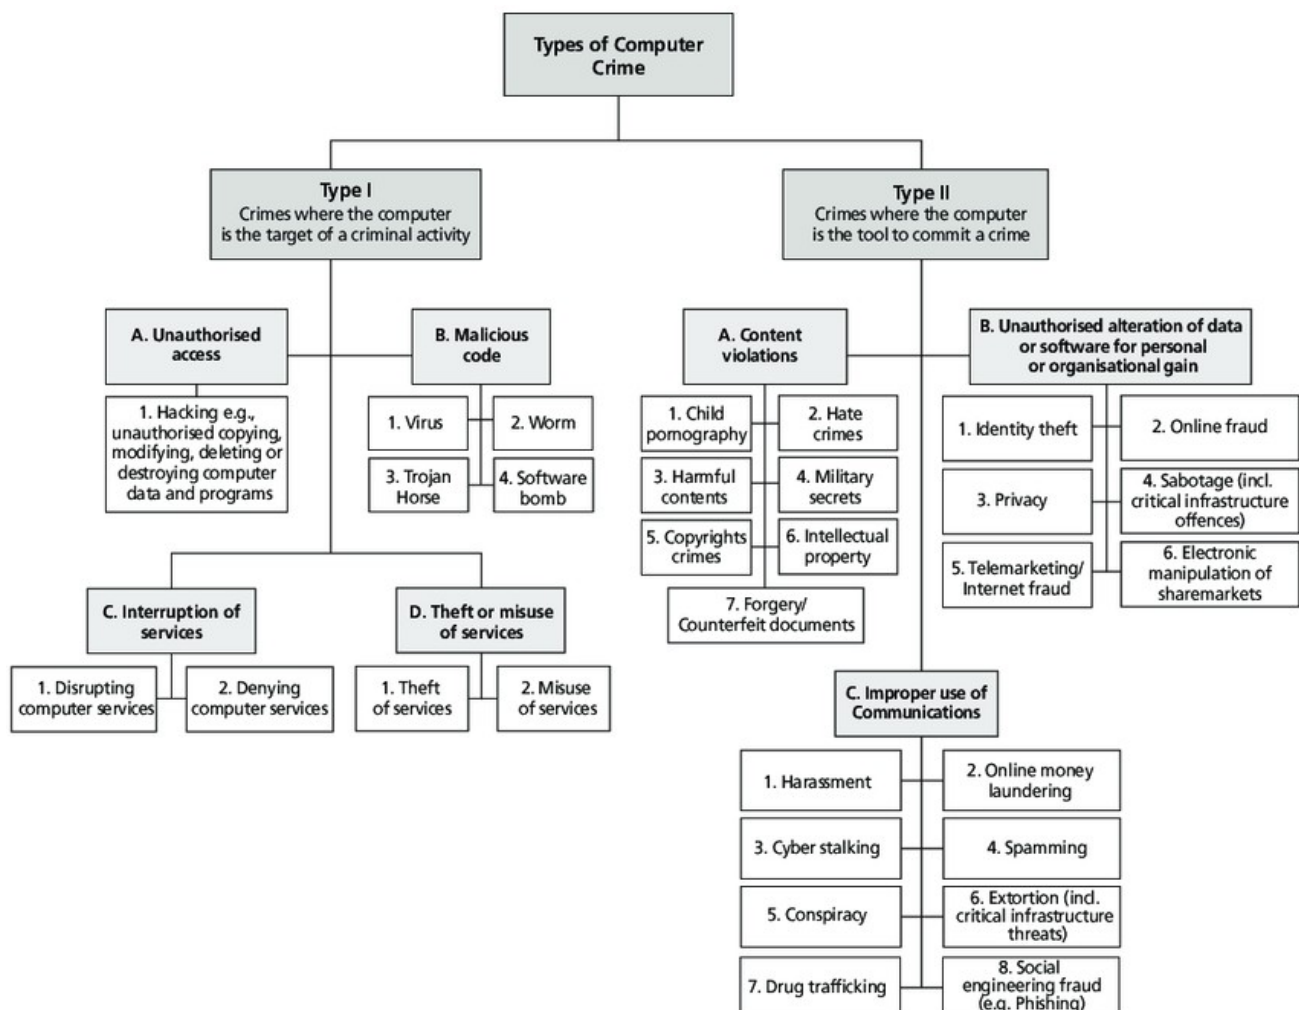 Types of Computer
Crime
Type I
Crimes where the computer
is the target of a criminal activity
Type II
Crimes where the computer
is the tool to commit a crime
A. Unauthorised
access
1. Hacking e.g.,
unauthorised copying,
modifying, deleting or
destroying computer
data and programs
B. Malicious
code
1. Virus
2. Worm
3. Trojan
Horse
4. Software
bomb
C. Interruption of
services
1. Disrupting
computer services
2. Denying
computer services
D. Theft or misuse
of services
1. Theft
of services
2. Misuse
of services
A. Content
violations
1. Child
pornography
2. Hate
crimes
3. Harmful
contents
4. Military
secrets
5. Copyrights
crimes
6. Intellectual
property
7. Forgery/
Counterfeit documents
B. Unauthorised alteration of data
or software for personal
or organisational gain
1. Identity theft
2. Online fraud
3. Privacy
4. Sabotage (incl.
critical infrastructure
offences)
5. Telemarketing/
Internet fraud
6. Electronic
manipulation of
sharemarkets
C. Improper use of
Communications
1. Harassment
2. Online money
laundering
3. Cyber stalking
4. Spamming
5. Conspiracy
6. Extortion (incl.
critical infrastructure
threats)
7. Drug trafficking
8. Social
engineering fraud
(e.g. Phishing)